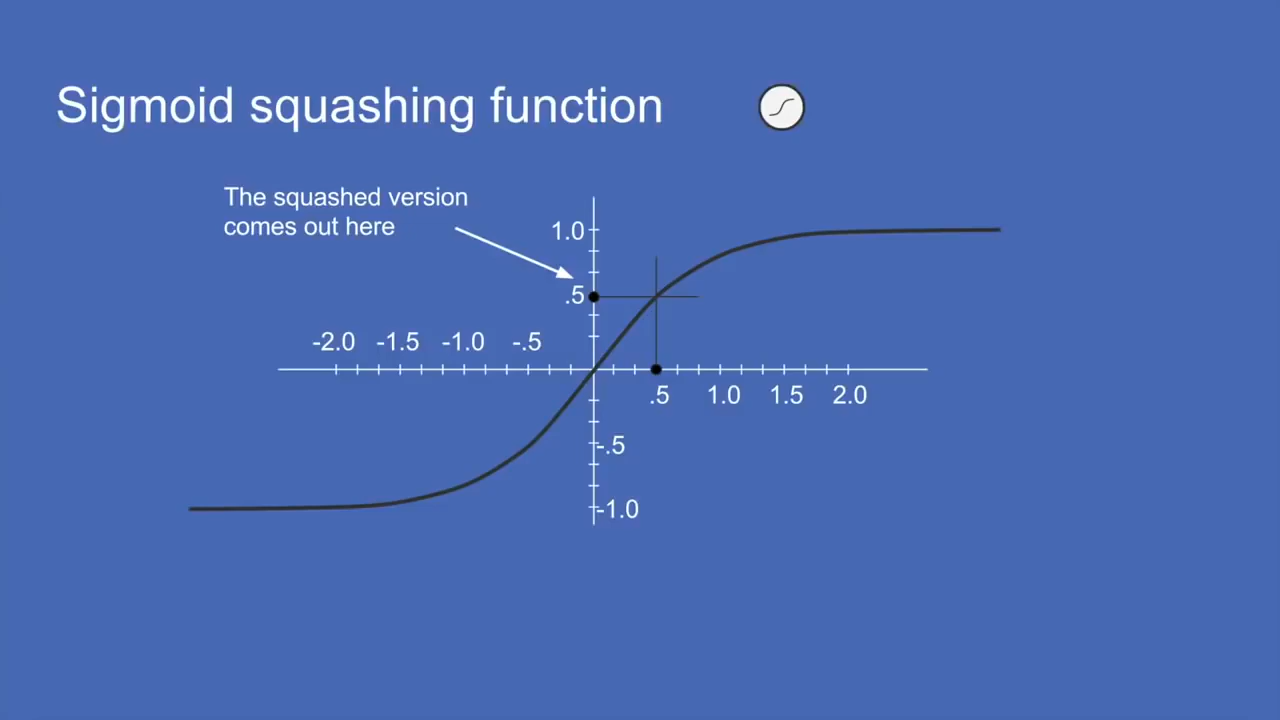 Sigmoid squashing function
The squashed version
comes out here
1.0
.5
-2.0 -1.5 -1.0 -.5
.5 1.0 1.5 2.0
-.5
-1.0